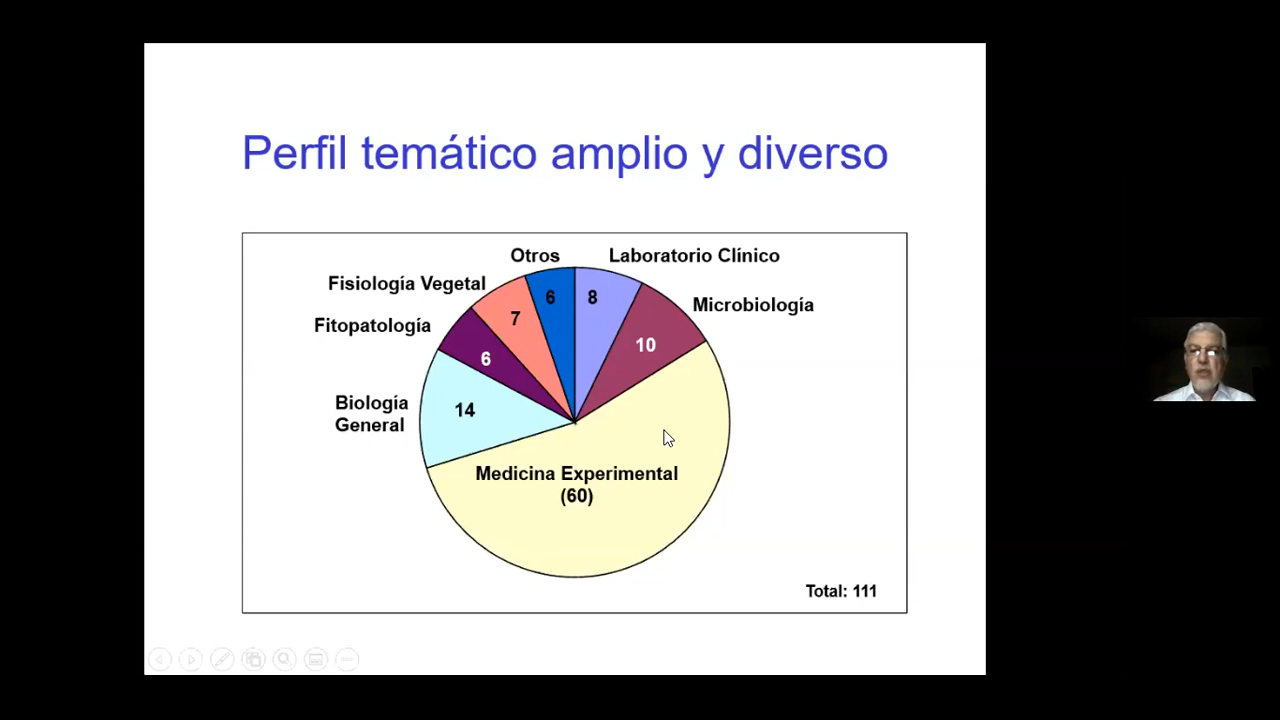 Perfil temático amplio y diverso
Otros
Laboratorio Clínico
Fisiología Vegetal
6
8
Microbiología
Fitopatología
7
10
6
Biología
General
14
Medicina Experimental
(60)
Total: 111